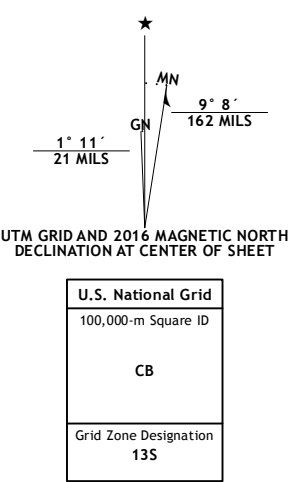 ★
MN
GN
9° 8´
162 MILS
1° 11´
21 MILS
UTM GRID AND 2016 MAGNETIC NORTH
DECLINATION AT CENTER OF SHEET
U.S. National Grid
100,000-m Square ID
CB
Grid Zone Designation
13S